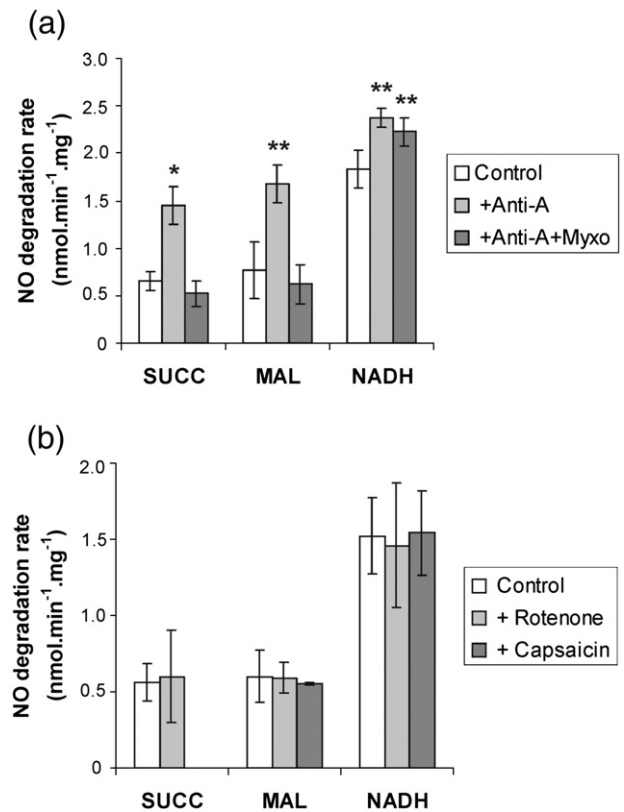 (a)
NO degradation rate
(nmol.min⁻¹.mg⁻¹)
3.0
2.5
2.0
1.5
1.0
0.5
0
*
**
**
**
SUCC MAL NADH
Control
+Anti-A
+Anti-A+Myxo
(b)
NO degradation rate
(nmol.min⁻¹.mg⁻¹)
2.0
1.5
1.0
0.5
0
SUCC MAL NADH
Control
+ Rotenone
+ Capsaicin